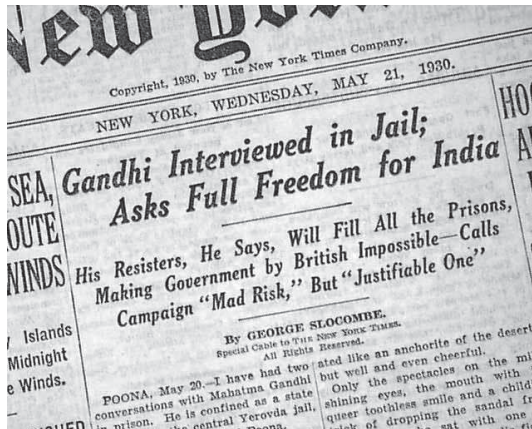 New York
Copyright, 1930, by The New York Times Company.
NEW YORK, WEDNESDAY, MAY 21, 1930.
SEA,
OUTE
WINDS
Islands
Midnight
e Winds.
Gandhi Interviewed in Jail;
Asks Full Freedom for India
His Resisters, He Says, Will Fill All the Prisons,
Making Government by British Impossible—Calls
Campaign "Mad Risk," But "Justifiable One"
By GEORGE SLOCOMBE.
Special Cable to THE NEW YORK TIMES.
All Rights Reserved.
POONA, May 20.—I have had two
conversations with Mahatma Gandhi
in prison. He is confined as a state
central Yerovda jail,
Poona.
ated like an anchorite of the desert
but well and even cheerful.
Only the spectacles on the
shining eyes, the mouth with
queer toothless smile and a
of dropping the sandal
sat with one
HOO
A